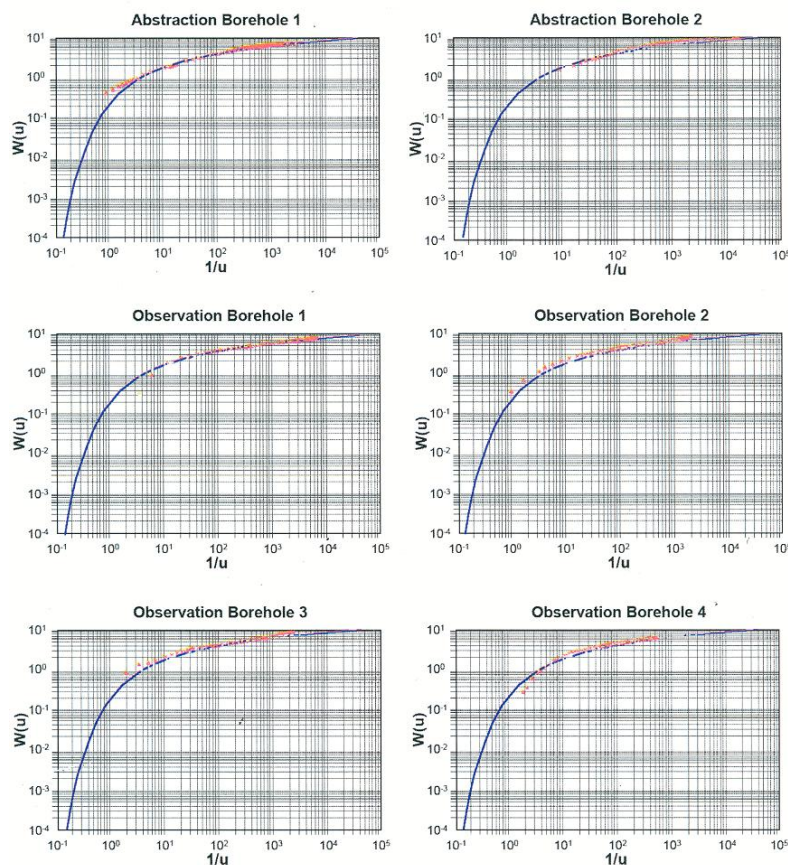 Abstraction Borehole 1
10¹
10⁰
10⁻¹
10⁻²
10⁻³
10⁻⁴
W(u)
10⁻¹ 10⁰ 10¹ 10² 10³ 10⁴ 10⁵
1/u
Abstraction Borehole 2
10¹
10⁰
10⁻¹
10⁻²
10⁻³
10⁻⁴
W(u)
10⁻¹ 10⁰ 10¹ 10² 10³ 10⁴ 10⁵
1/u
Observation Borehole 1
10¹
10⁰
10⁻¹
10⁻²
10⁻³
10⁻⁴
W(u)
10⁻¹ 10⁰ 10¹ 10² 10³ 10⁴ 10⁵
1/u
Observation Borehole 2
10¹
10⁰
10⁻¹
10⁻²
10⁻³
10⁻⁴
W(u)
10⁻¹ 10⁰ 10¹ 10² 10³ 10⁴ 10⁵
1/u
Observation Borehole 3
10¹
10⁰
10⁻¹
10⁻²
10⁻³
10⁻⁴
W(u)
10⁻¹ 10⁰ 10¹ 10² 10³ 10⁴ 10⁵
1/u
Observation Borehole 4
10¹
10⁰
10⁻¹
10⁻²
10⁻³
10⁻⁴
W(u)
10⁻¹ 10⁰ 10¹ 10² 10³ 10⁴ 10⁵
1/u